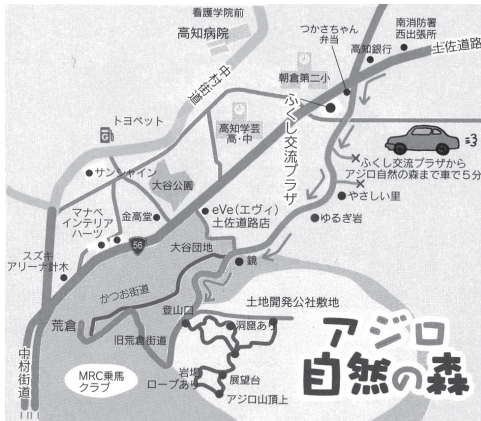 看護学院前
高知病院
つかさちゃん
弁当
南消防署
西出張所
高知銀行
土佐道路
中村街道
朝倉第二小
ふくし交流プラザ
トヨペット
高知学芸
高・中
ふくし交流プラザから
アジロ自然の森まで車で5分
サンシャイン
大谷公園
やさしい里
マナベ
インテリア
ハーツ
金高堂
eVe(エヴィ)
土佐道路店
ゆるぎ岩
スズキ
アリーナ針木
56
大谷団地
鏡
かつお街道
登山口
土地開発公社敷地
荒倉
旧荒倉街道
洞窟あり
アジロ
自然の森
中村街道
MRC乗馬
クラブ
岩場
ロープあり
展望台
アジロ山頂上